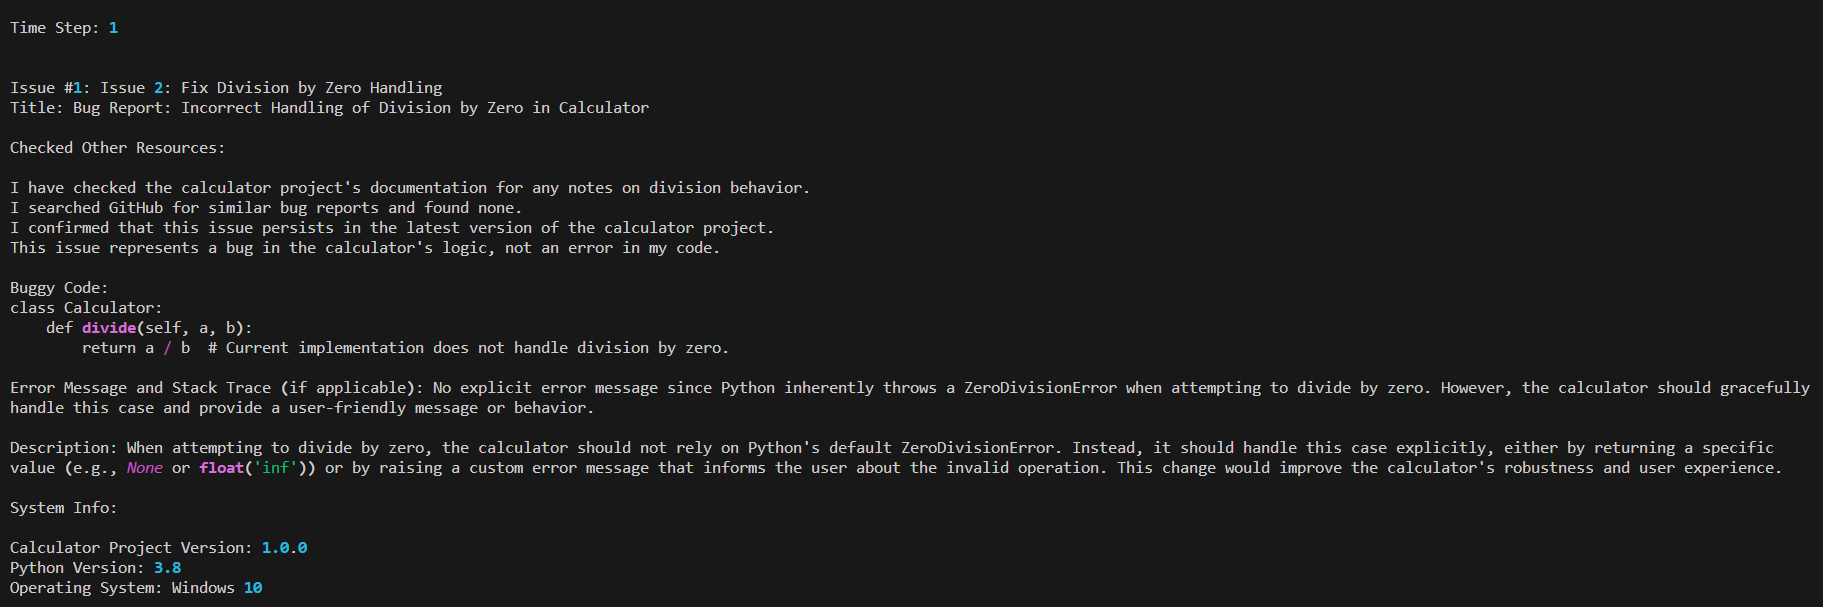 Time Step: 1
Issue #1: Issue 2: Fix Division by Zero Handling
Title: Bug Report: Incorrect Handling of Division by Zero in Calculator
Checked Other Resources:
I have checked the calculator project's documentation for any notes on division behavior.
I searched GitHub for similar bug reports and found none.
I confirmed that this issue persists in the latest version of the calculator project.
This issue represents a bug in the calculator's logic, not an error in my code.
Buggy Code:
class Calculator:
    def divide(self, a, b):
        return a / b  # Current implementation does not handle division by zero.
Error Message and Stack Trace (if applicable): No explicit error message since Python inherently throws a ZeroDivisionError when attempting to divide by zero. However, the calculator should gracefully
handle this case and provide a user-friendly message or behavior.
Description: When attempting to divide by zero, the calculator should not rely on Python's default ZeroDivisionError. Instead, it should handle this case explicitly, either by returning a specific
value (e.g., None or float('inf')) or by raising a custom error message that informs the user about the invalid operation. This change would improve the calculator's robustness and user experience.
System Info:
Calculator Project Version: 1.0.0
Python Version: 3.8
Operating System: Windows 10